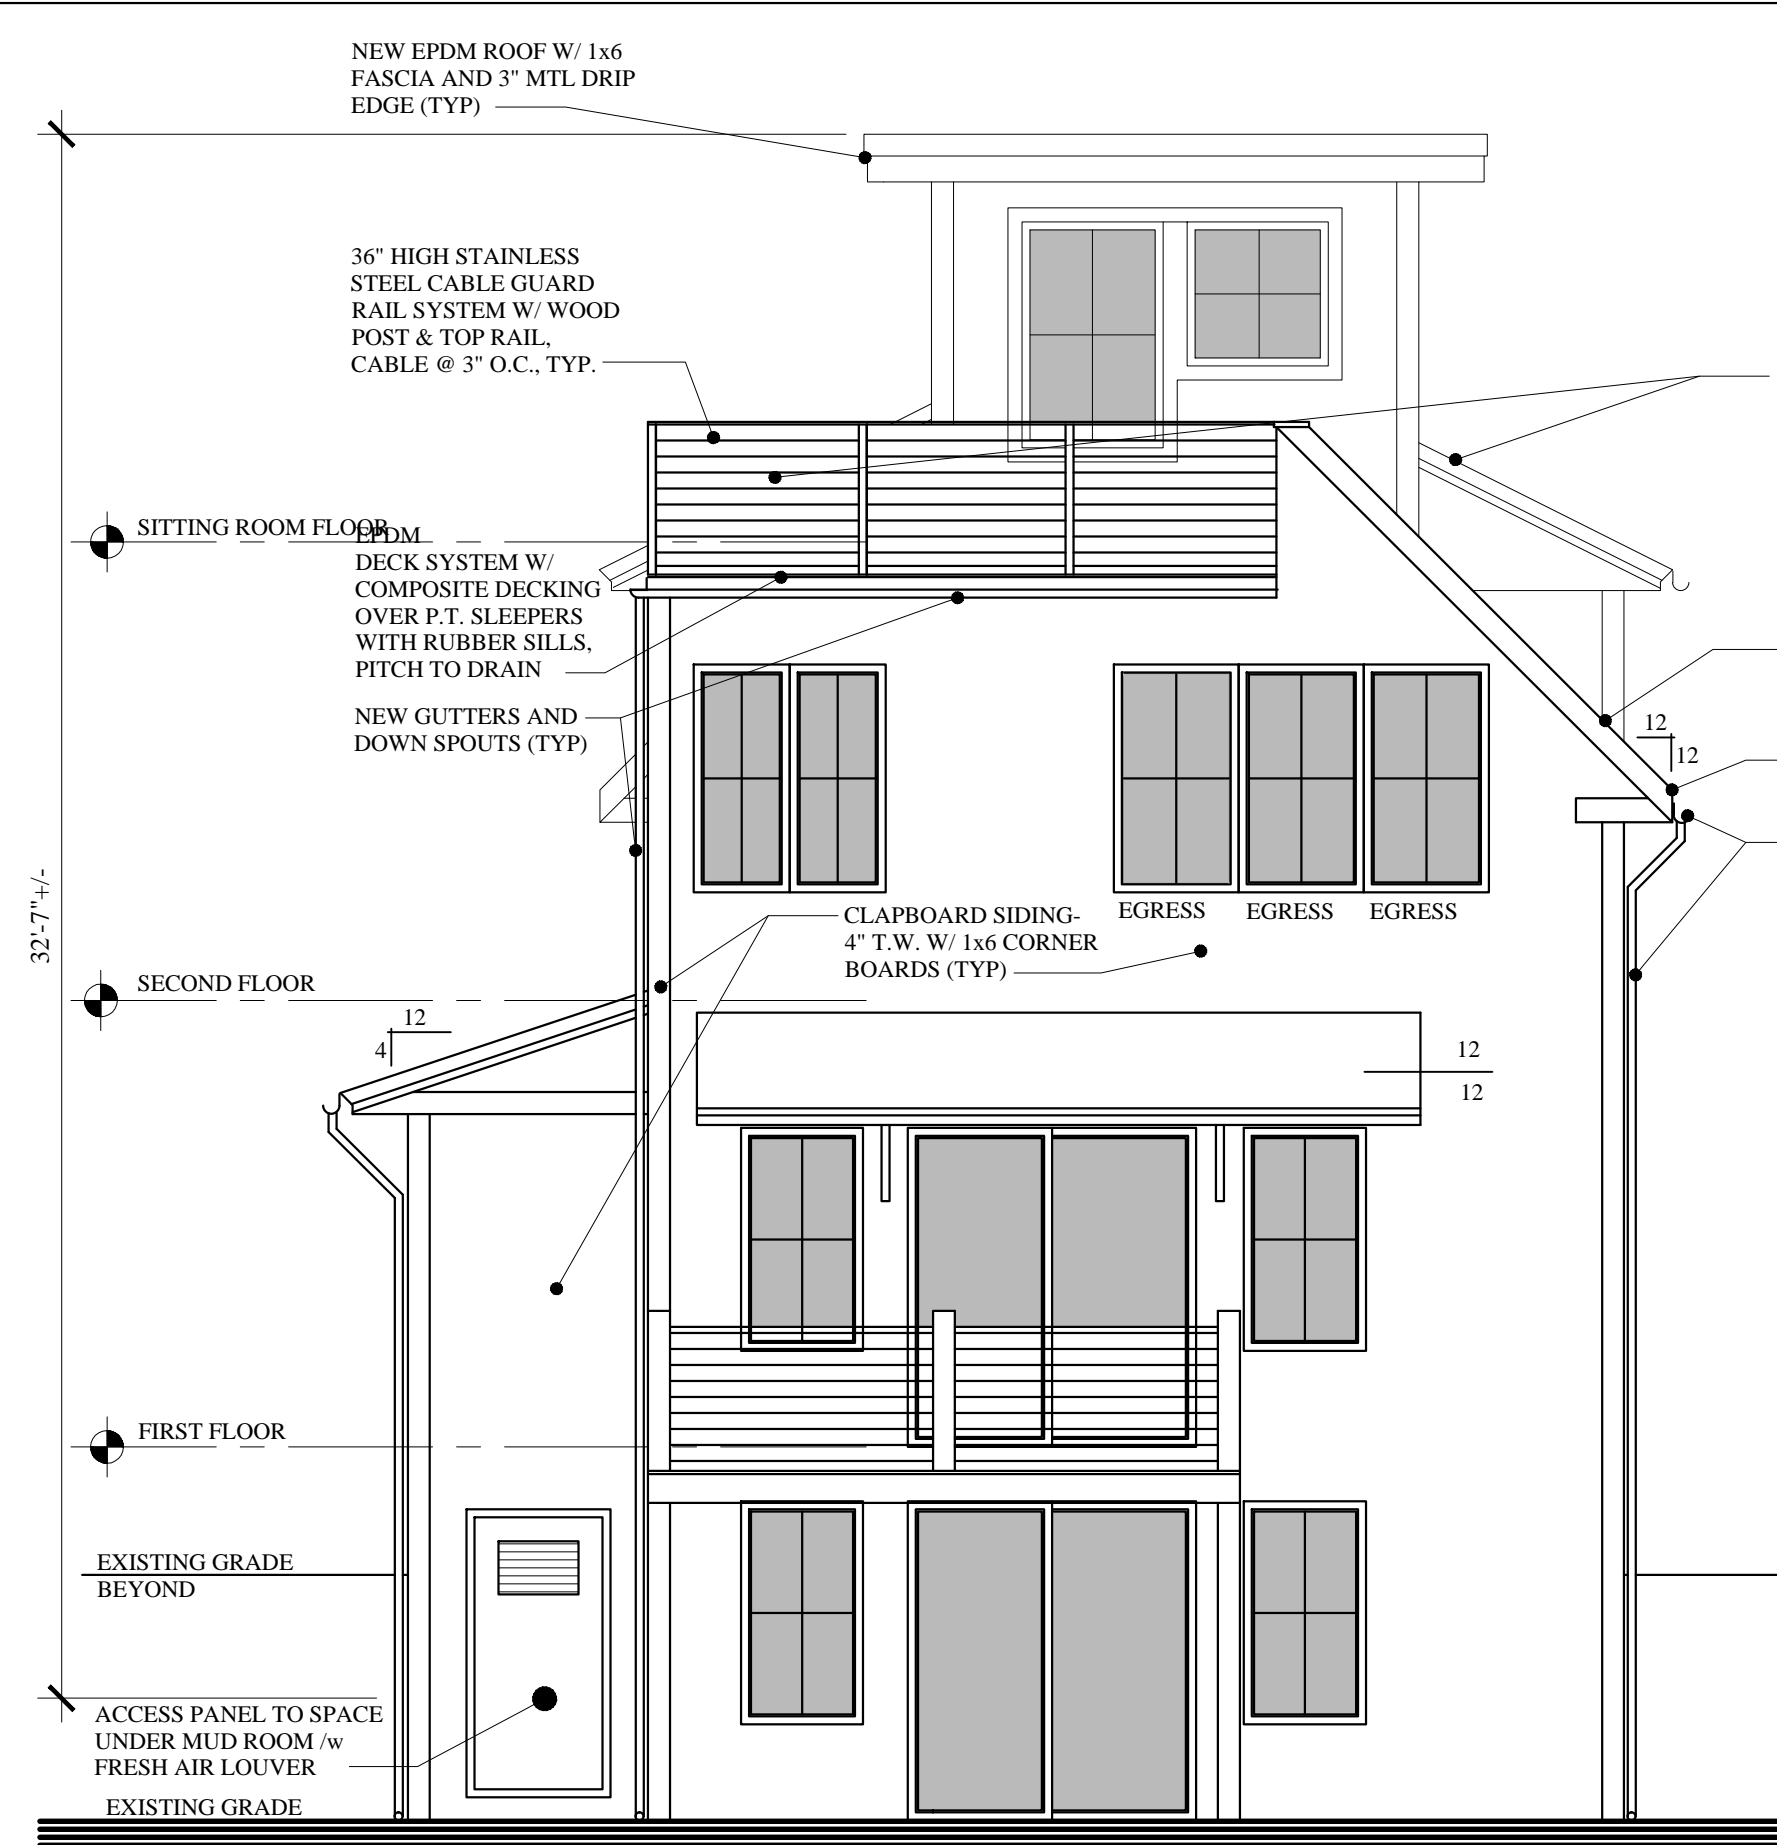 NEW EPDM ROOF W/ 1x6
FASCIA AND 3" MTL DRIP
EDGE (TYP)
36" HIGH STAINLESS
STEEL CABLE GUARD
RAIL SYSTEM W/ WOOD
POST & TOP RAIL,
CABLE @ 3" O.C., TYP.
SITTING ROOM FLOOR
EPDM
DECK SYSTEM W/
COMPOSITE DECKING
OVER P.T. SLEEPERS
WITH RUBBER SILLS,
PITCH TO DRAIN
NEW GUTTERS AND
DOWN SPOUTS (TYP)
12
12
32'-7"+/-
EGRESS EGRESS EGRESS
CLAPBOARD SIDING-
4" T.W. W/ 1x6 CORNER
BOARDS (TYP)
SECOND FLOOR
12
4
12
12
FIRST FLOOR
EXISTING GRADE
BEYOND
ACCESS PANEL TO SPACE
UNDER MUD ROOM /w
FRESH AIR LOUVER
EXISTING GRADE